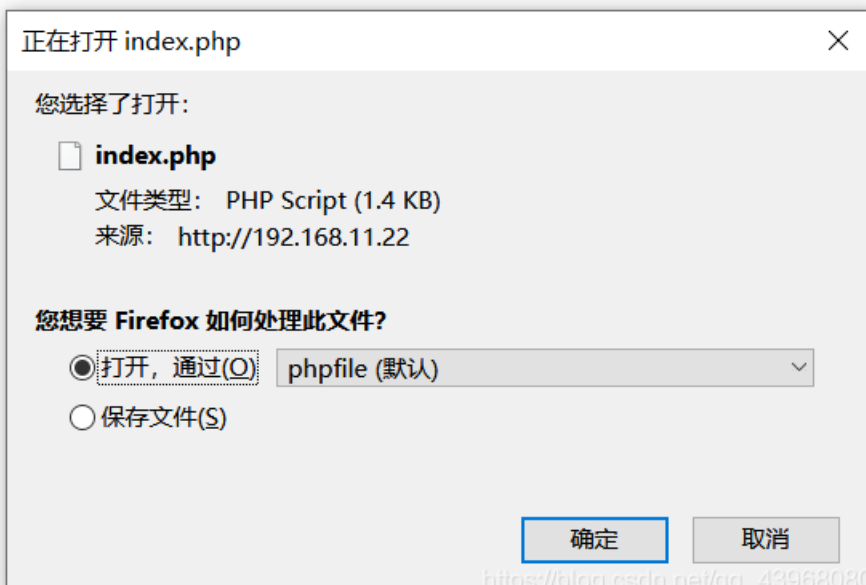 正在打开 index.php
您选择了打开:
index.php
文件类型: PHP Script (1.4 KB)
来源: http://192.168.11.22
您想要 Firefox 如何处理此文件?
打开，通过(O) phpfile (默认)
保存文件(S)
确定 取消